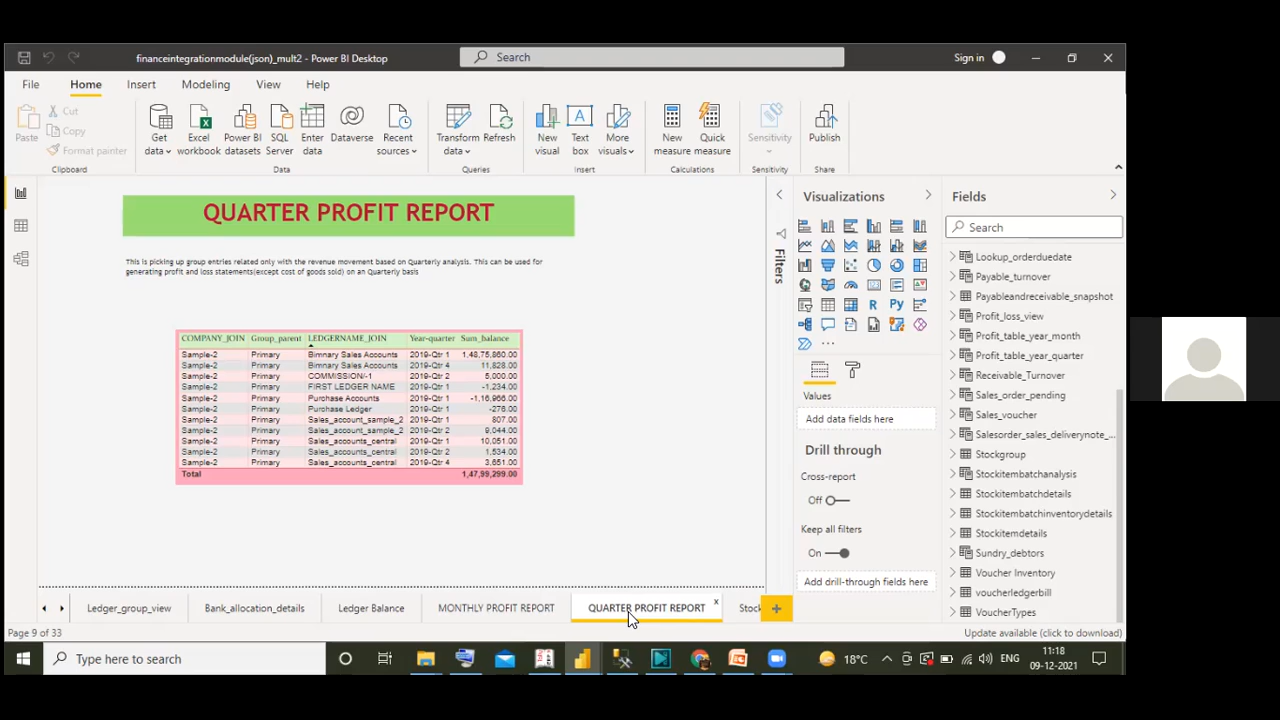 financeintegrationmodule(json)_mult2 - Power BI Desktop
Search
Sign in
File Home Insert Modeling View Help
Paste
Cut
Copy
Format painter
Get data
Excel workbook
Power BI datasets
SQL Server
Enter data
Dataverse
Recent sources
Transform data
Refresh
New visual
A
Text box
More visuals
New measure
Quick measure
Sensitivity
Publish
Clipboard Data Queries Insert Calculations Sensitivity Share
QUARTER PROFIT REPORT
This is picking up group entries related only with the revenue movement based on Quarterly analysis. This can be used for
generating profit and loss statements(except cost of goods sold) on an Quarterly basis
COMPANY_JOIN Group_parent LEDGERNAME_JOIN Year-quarter Sum_balance
Sample-2 Primary Bimnary Sales Accounts 2019-Qtr 1 1,48,75,860.00
Sample-2 Primary Bimnary Sales Accounts 2019-Qtr 4 11,828.00
Sample-2 Primary COMMISSION/-1 2019-Qtr 2 5,000.00
Sample-2 Primary FIRST LEDGER NAME 2019-Qtr 1 -1,234.00
Sample-2 Primary Purchase Accounts 2019-Qtr 1 -1,16,966.00
Sample-2 Primary Purchase Ledger 2019-Qtr 1 -276.00
Sample-2 Primary Sales_account_sample_2 2019-Qtr 1 807.00
Sample-2 Primary Sales_account_sample_2 2019-Qtr 2 9,044.00
Sample-2 Primary Sales_accounts_central 2019-Qtr 1 10,051.00
Sample-2 Primary Sales_accounts_central 2019-Qtr 2 1,534.00
Sample-2 Primary Sales_accounts_central 2019-Qtr 4 3,651.00
Total 1,47,99,299.00
Filters
Visualizations
R
Py
Values
Add data fields here
Drill through
Cross-report
Off
Keep all filters
On
Add drill-through fields here
Fields
Search
Lookup_orderduedate
Payable_turnover
Payableandreceivable_snapshot
Profit_loss_view
Profit_table_year_month
Profit_table_year_quarter
Receivable_Turnover
Sales_order_pending
Sales_voucher
Salesorder_sales_deliverynote_...
Stockgroup
Stockitembatchanalysis
Stockitembatchdetails
Stockitembatchinventorydetails
Stockitemdetails
Sundry_debtors
Voucher Inventory
voucherledgerbill
VoucherTypes
Ledger_group_view Bank_allocation_details Ledger Balance MONTHLY PROFIT REPORT QUARTER PROFIT REPORT x Stock +
Page 9 of 33
Update available (click to download)
Type here to search
18°C
ENG
11:18
09-12-2021